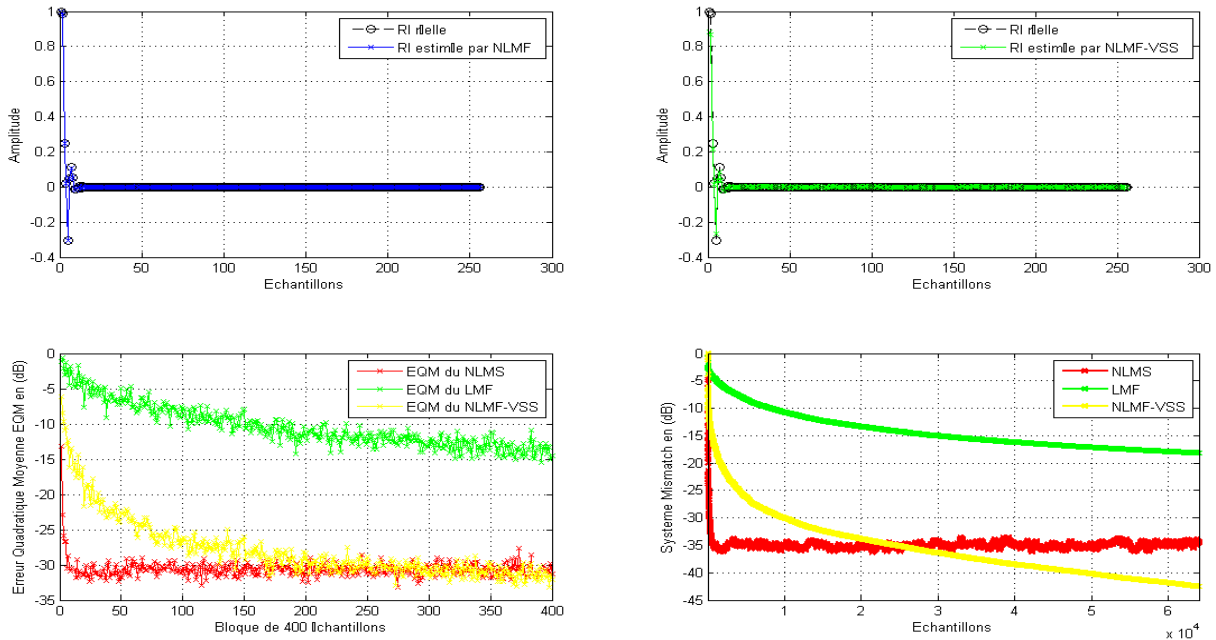 RI réelle
RI estimée par NLMF
1
0.8
0.6
0.4
0.2
0
-0.2
-0.4
Amplitude
0 50 100 150 200 250 300
Echantillons
RI réelle
RI estimée par NLMF-VSS
1
0.8
0.6
0.4
0.2
0
-0.2
-0.4
Amplitude
0 50 100 150 200 250 300
Echantillons
EQM du NLMS
EQM du LMF
EQM du NLMF-VSS
0
-5
-10
-15
-20
-25
-30
-35
Erreur Quadratique Moyenne EQM en (dB)
0 50 100 150 200 250 300 350 400
Bloque de 400 échantillons
NLMS
LMF
NLMF-VSS
0
-5
-10
-15
-20
-25
-30
-35
-40
-45
Systeme Mismatch en (dB)
1 2 3 4 5 6
x 10^4
Echantillons